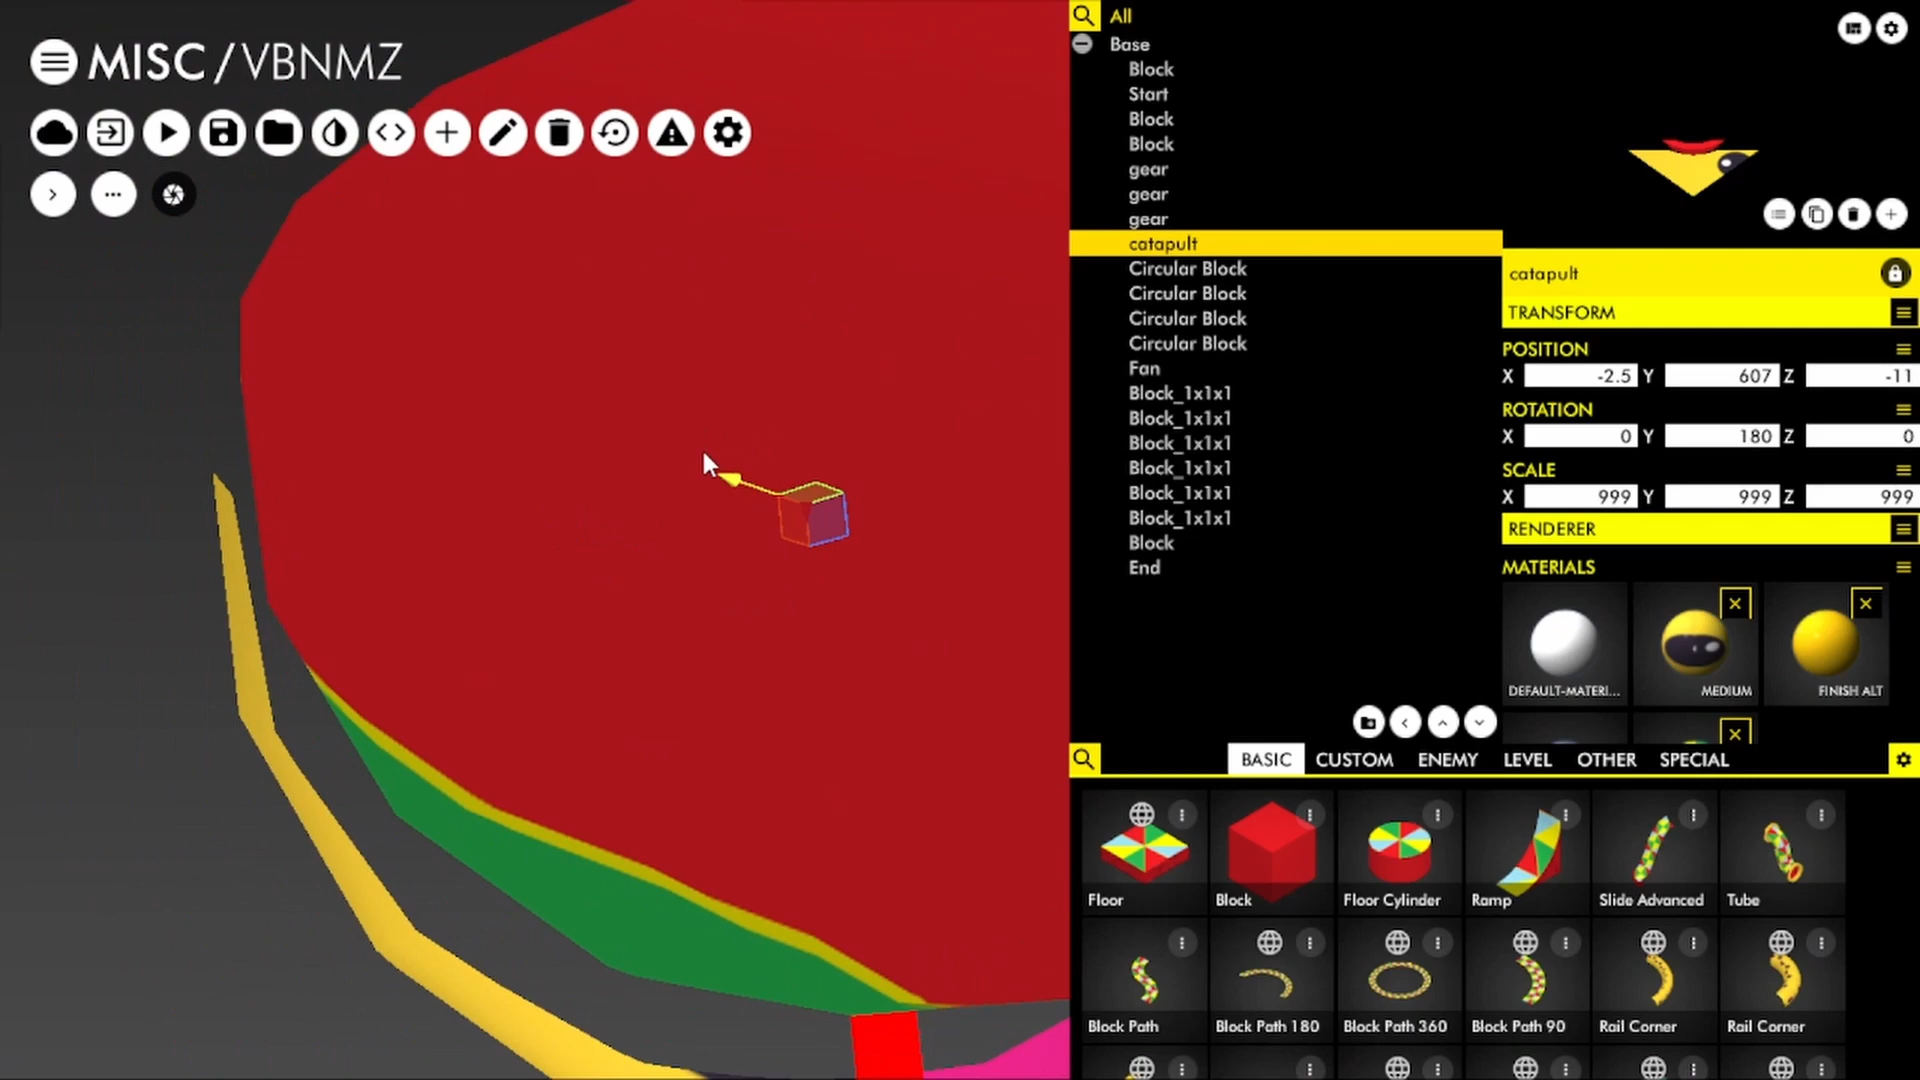 MISC/VBNMZ
All
Base
Block
Start
Block
Block
gear
gear
gear
catapult
Circular Block
Circular Block
Circular Block
Circular Block
Fan
Block_1x1x1
Block_1x1x1
Block_1x1x1
Block_1x1x1
Block_1x1x1
Block_1x1x1
Block
End
catapult
TRANSFORM
POSITION
X -2.5 Y 607 Z -11
ROTATION
X 0 Y 180 Z 0
SCALE
X 999 Y 999 Z 999
RENDERER
MATERIALS
DEFAULT-MATERI... MEDIUM FINISH ALT
BASIC CUSTOM ENEMY LEVEL OTHER SPECIAL
Floor Block Floor Cylinder Ramp Slide Advanced Tube
Block Path Block Path 180 Block Path 360 Block Path 90 Rail Corner Rail Corner